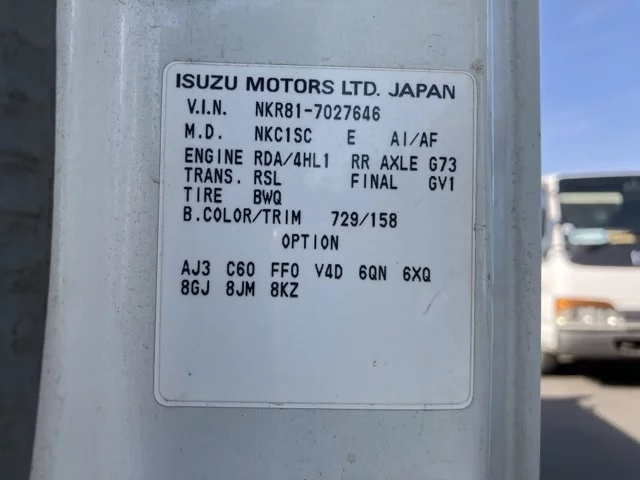 ISUZU MOTORS LTD. JAPAN
V.I.N. NKR81-7027646
M.D. NKC1SC E AI/AF
ENGINE RDA/4HL1 RR AXLE G73
TRANS. RSL FINAL GV1
TIRE BWQ
B.COLOR/TRIM 729/158
OPTION
AJ3 C60 FF0 V4D 6QN 6XQ
8GJ 8JM 8KZ